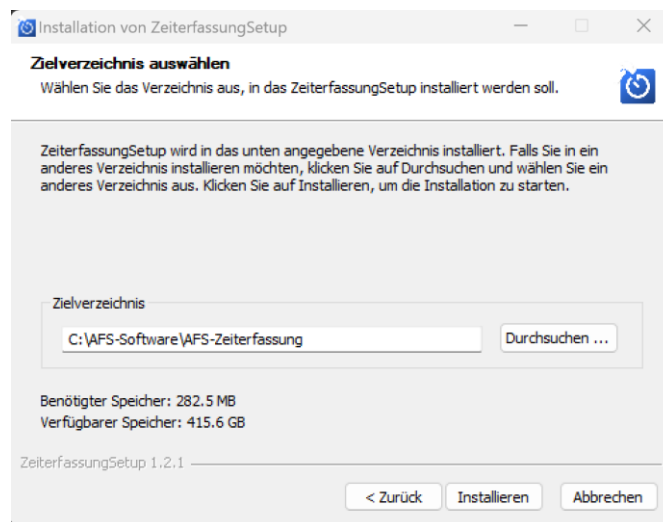 Installation von ZeiterfassungSetup
Zielverzeichnis auswählen
Wählen Sie das Verzeichnis aus, in das ZeiterfassungSetup installiert werden soll.
ZeiterfassungSetup wird in das unten angegebene Verzeichnis installiert. Falls Sie in ein
anderes Verzeichnis installieren möchten, klicken Sie auf Durchsuchen und wählen Sie ein
anderes Verzeichnis aus. Klicken Sie auf Installieren, um die Installation zu starten.
Zielverzeichnis
C:\AFS-Software\AFS-Zeiterfassung
Durchsuchen ...
Benötigter Speicher: 282.5 MB
Verfügbarer Speicher: 415.6 GB
ZeiterfassungSetup 1.2.1
< Zurück
Installieren
Abbrechen